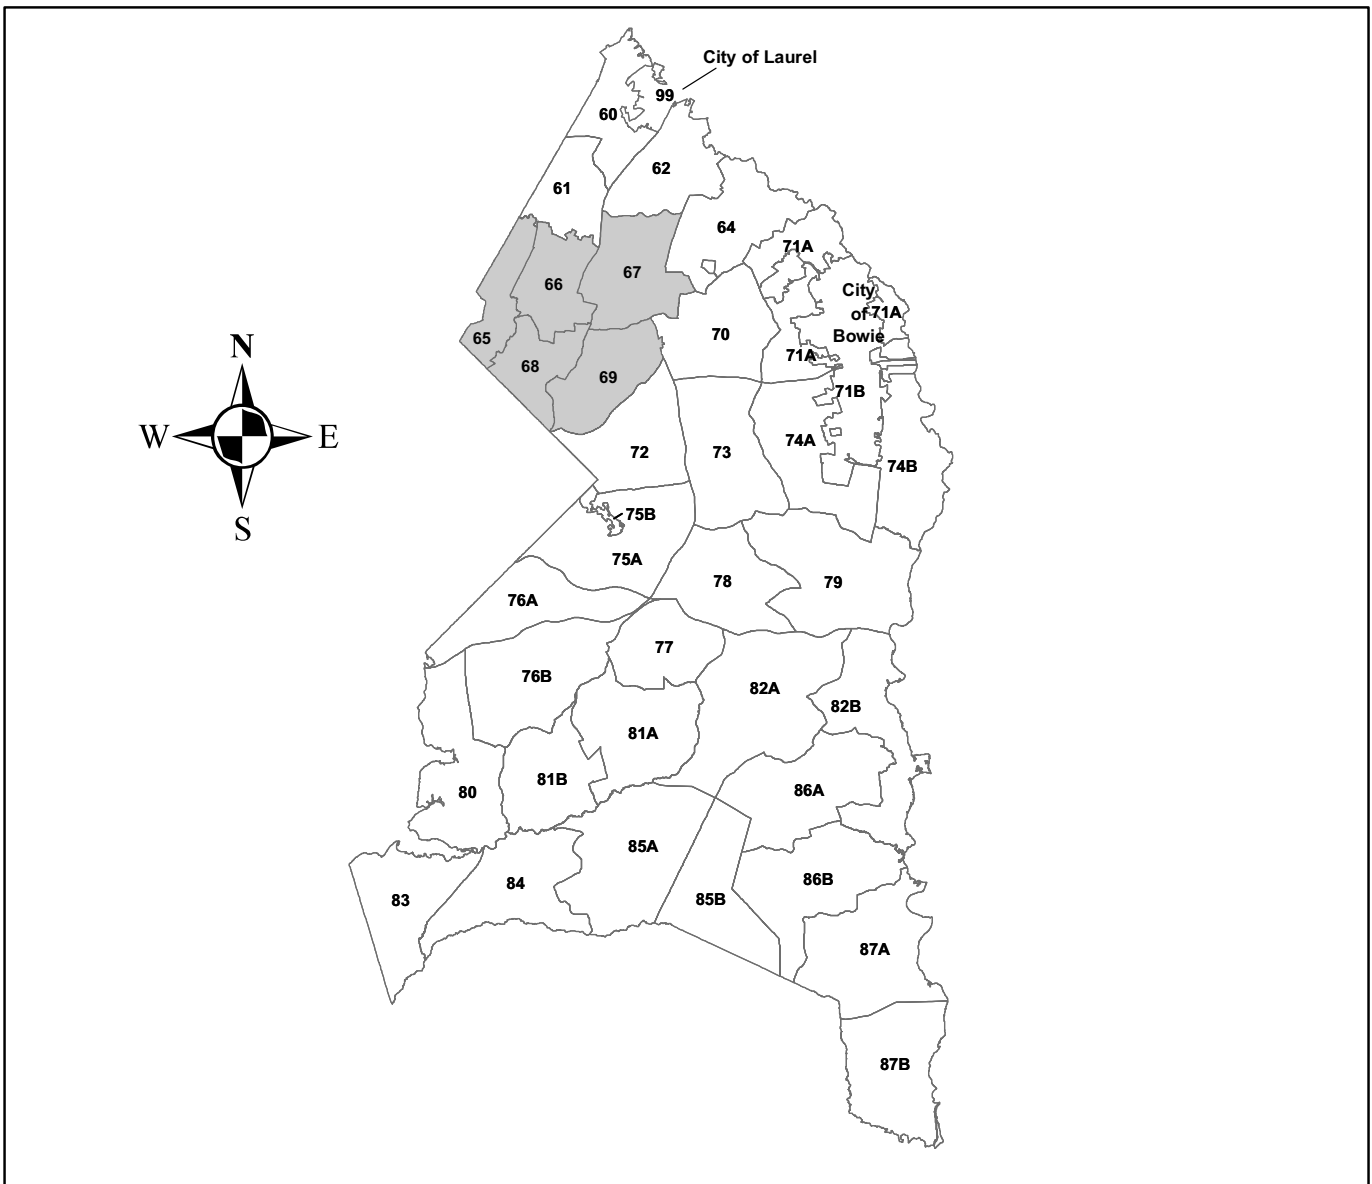 City of Laurel
99
60
62
61
64
71A
67
66
City
of
Bowie
71A
65
70
N
71A
68
69
71B
W
E
74A
72
73
74B
S
75B
75A
78
79
76A
77
76B
82A
82B
81A
81B
80
86A
85A
86B
84
83
85B
87A
87B